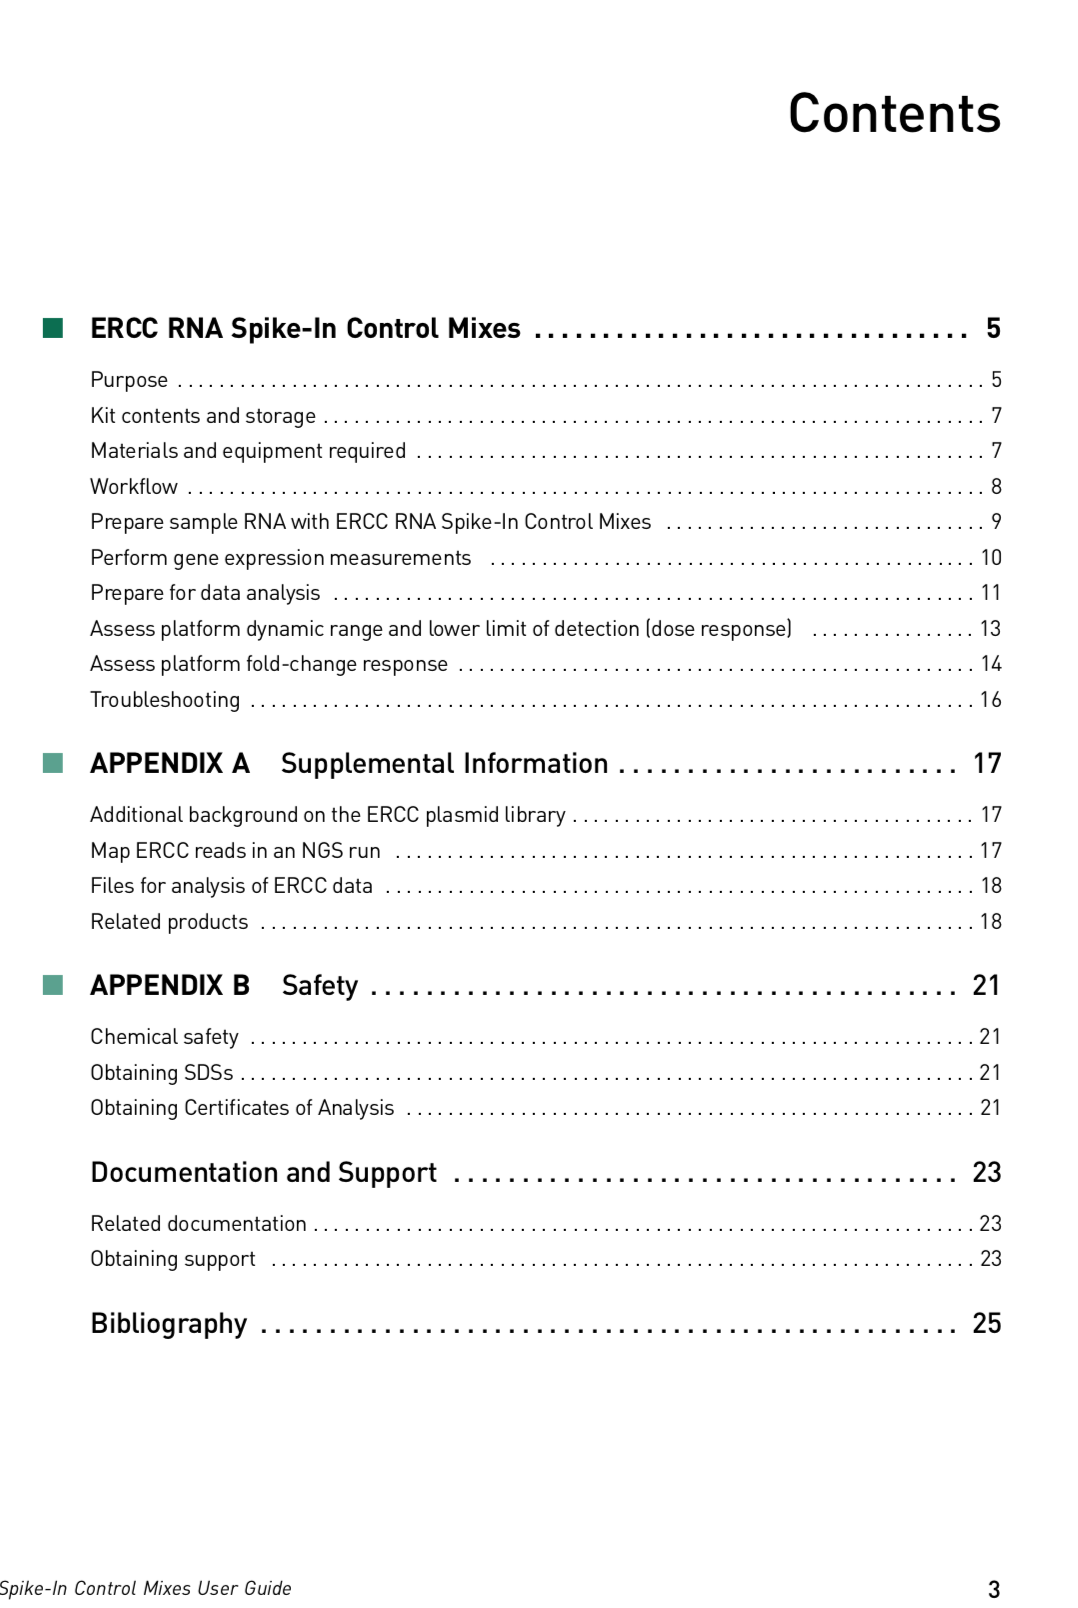 Contents
ERCC RNA Spike-In Control Mixes . . . . . . . . . . . . . . . . . . . . . . . . . . . . . . . . 5
Purpose . . . . . . . . . . . . . . . . . . . . . . . . . . . . . . . . . . . . . . . . 5
Kit contents and storage . . . . . . . . . . . . . . . . . . . . . . . . . . . . . . . . 7
Materials and equipment required . . . . . . . . . . . . . . . . . . . . . . . . . . . . 7
Workflow . . . . . . . . . . . . . . . . . . . . . . . . . . . . . . . . . . . . . . . 8
Prepare sample RNA with ERCC RNA Spike-In Control Mixes . . . . . . . . . . . . . . . . 9
Perform gene expression measurements . . . . . . . . . . . . . . . . . . . . . . . . 10
Prepare for data analysis . . . . . . . . . . . . . . . . . . . . . . . . . . . . . . 11
Assess platform dynamic range and lower limit of detection (dose response) . . . . . . . . . . . . . . . . 13
Assess platform fold-change response . . . . . . . . . . . . . . . . . . . . . . . . 14
Troubleshooting . . . . . . . . . . . . . . . . . . . . . . . . . . . . . . . . . . 16
APPENDIX A Supplemental Information . . . . . . . . . . . . . . . . . . . . . . . . . 17
Additional background on the ERCC plasmid library . . . . . . . . . . . . . . . . . . . . 17
Map ERCC reads in an NGS run . . . . . . . . . . . . . . . . . . . . . . . . . . . . 17
Files for analysis of ERCC data . . . . . . . . . . . . . . . . . . . . . . . . . . . . 18
Related products . . . . . . . . . . . . . . . . . . . . . . . . . . . . . . . . . . 18
APPENDIX B Safety . . . . . . . . . . . . . . . . . . . . . . . . . . . . . . . . . . 21
Chemical safety . . . . . . . . . . . . . . . . . . . . . . . . . . . . . . . . . . 21
Obtaining SDSs . . . . . . . . . . . . . . . . . . . . . . . . . . . . . . . . . . . 21
Obtaining Certificates of Analysis . . . . . . . . . . . . . . . . . . . . . . . . . . . 21
Documentation and Support . . . . . . . . . . . . . . . . . . . . . . . . . . . . . . 23
Related documentation . . . . . . . . . . . . . . . . . . . . . . . . . . . . . . . 23
Obtaining support . . . . . . . . . . . . . . . . . . . . . . . . . . . . . . . . . 23
Bibliography . . . . . . . . . . . . . . . . . . . . . . . . . . . . . . . . . . . . . 25
Spike-In Control Mixes User Guide 3